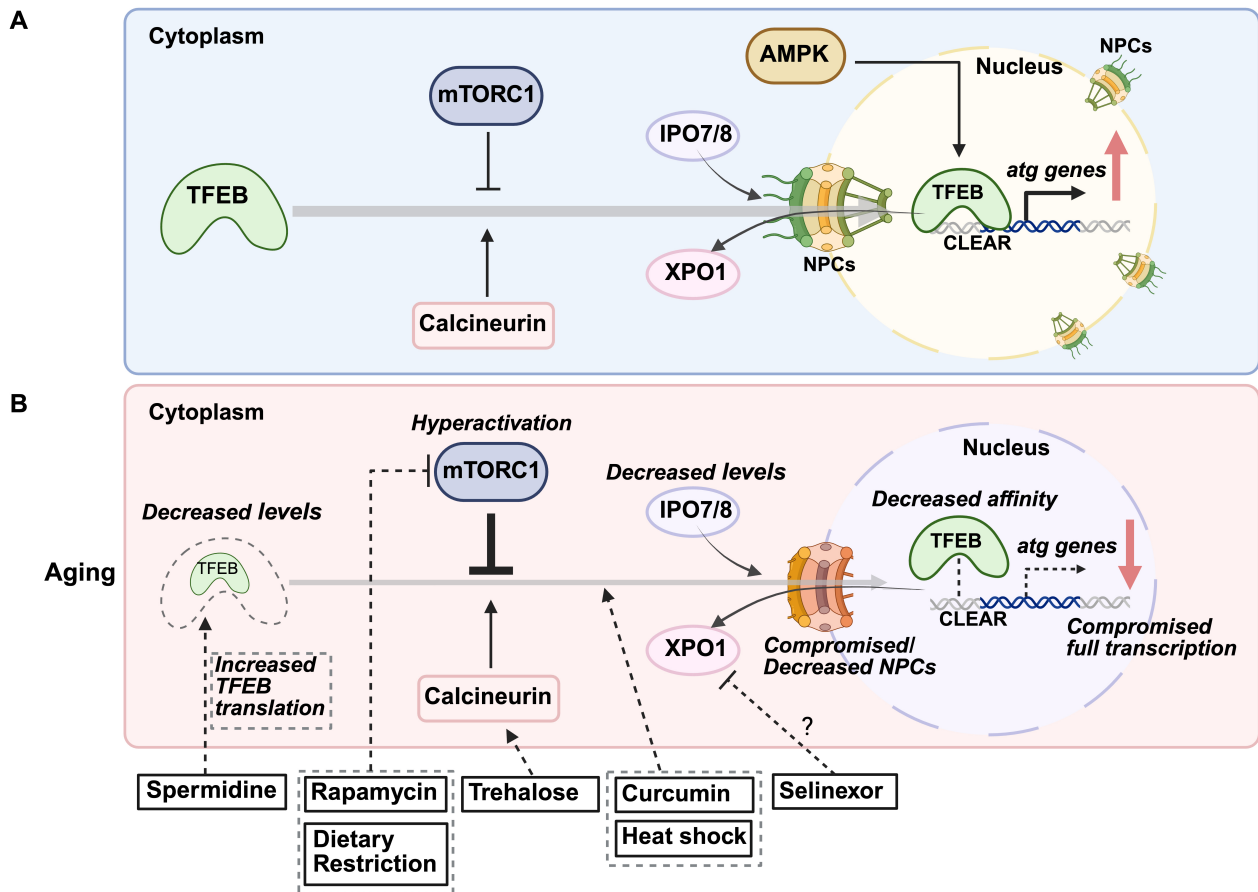 A
Cytoplasm
mTORC1
AMPK
Nucleus
NPCs
IPO7/8
TFEB
TFEB
atg genes
CLEAR
XPO1
NPCs
Calcineurin
B
Cytoplasm
Hyperactivation
mTORC1
Nucleus
Decreased levels
IPO7/8
Decreased levels
Decreased affinity
TFEB
TFEB
atg genes
Aging
CLEAR
XPO1
Compromised/
Decreased NPCs
Compromised
full transcription
Increased
TFEB
translation
Calcineurin
?
Spermidine
Rapamycin
Dietary
Restriction
Trehalose
Curcumin
Heat shock
Selinexor